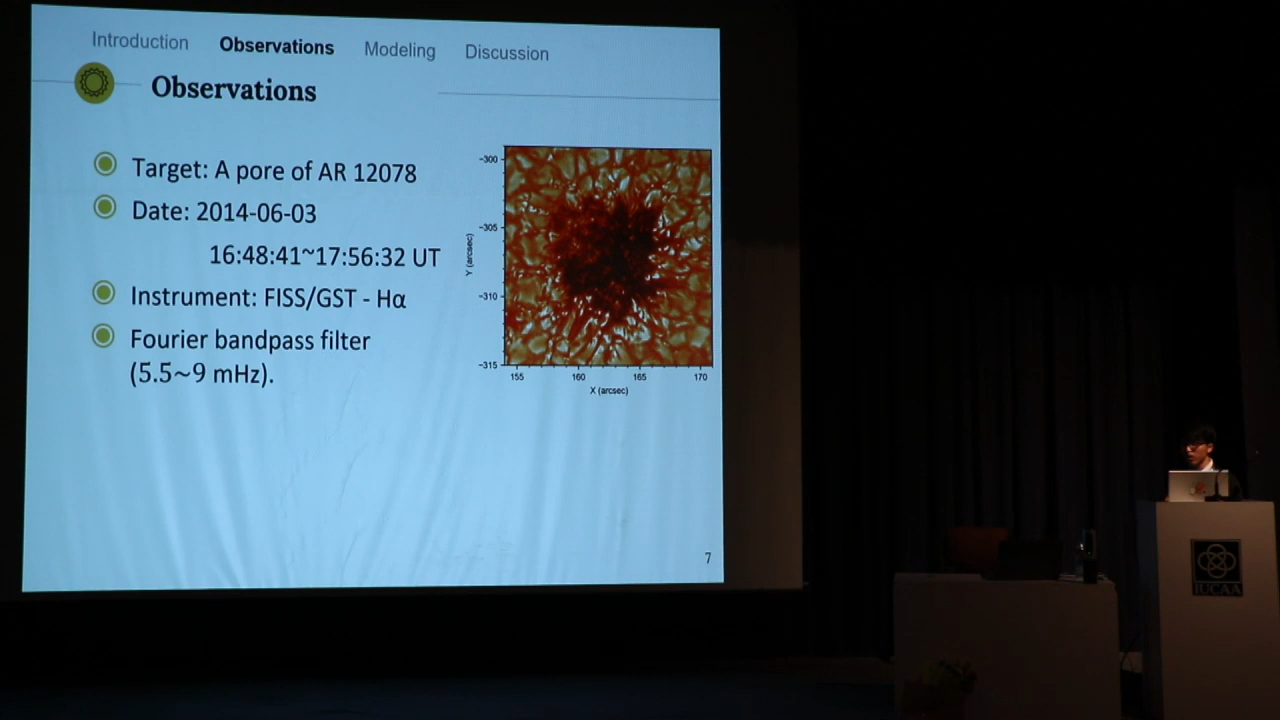 Introduction Observations Modeling Discussion
Observations
Target: A pore of AR 12078
Date: 2014-06-03
16:48:41~17:56:32 UT
Instrument: FISS/GST - Hα
Fourier bandpass filter
(5.5~9 mHz).
-300
-305
-310
-315
Y (arcsec)
155 160 165 170
X (arcsec)
7
IUCAA